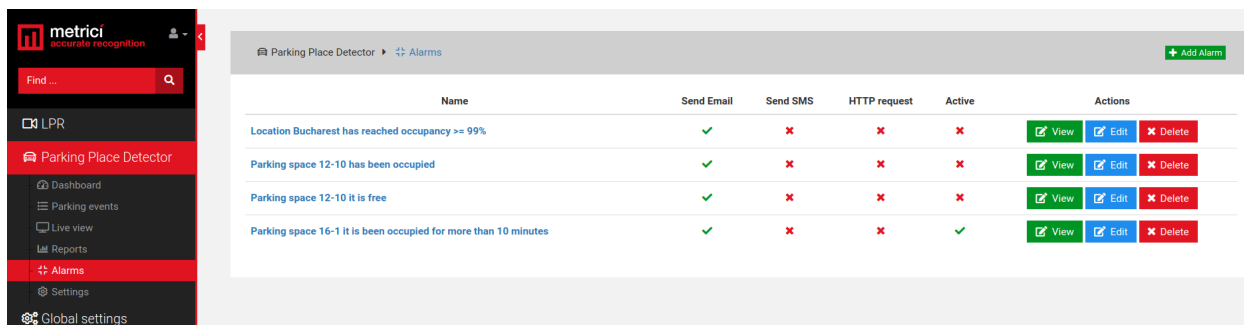 metrici
accurate recognition
Find ...
LPR
Parking Place Detector
Dashboard
Parking events
Live view
Reports
Alarms
Settings
Global settings
Parking Place Detector Alarms
Add Alarm
Name Send Email Send SMS HTTP request Active Actions
Location Bucharest has reached occupancy >= 99% View Edit Delete
Parking space 12-10 has been occupied View Edit Delete
Parking space 12-10 it is free View Edit Delete
Parking space 16-1 it is been occupied for more than 10 minutes View Edit Delete